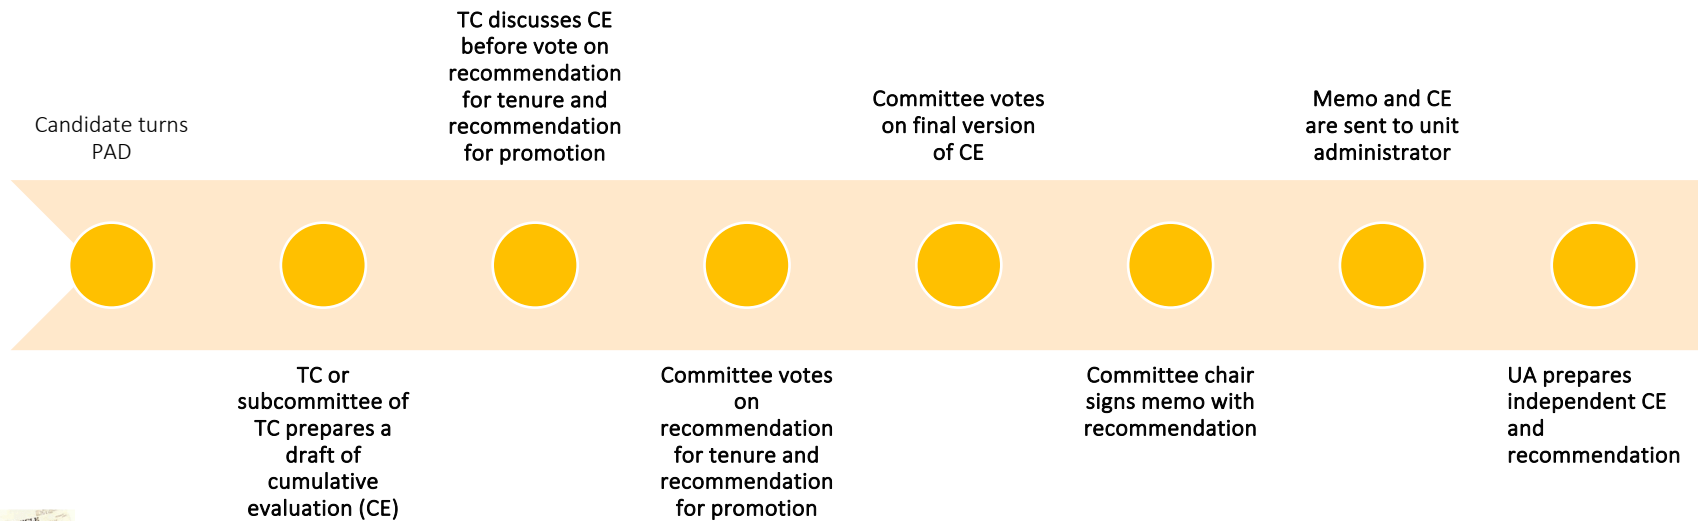 Candidate turns
PAD
TC or
subcommittee of
TC prepares a
draft of
cumulative
evaluation (CE)
TC discusses CE
before vote on
recommendation
for tenure and
recommendation
for promotion
Committee votes
on
recommendation
for tenure and
recommendation
for promotion
Committee votes
on final version
of CE
Committee chair
signs memo with
recommendation
Memo and CE
are sent to unit
administrator
UA prepares
independent CE
and
recommendation